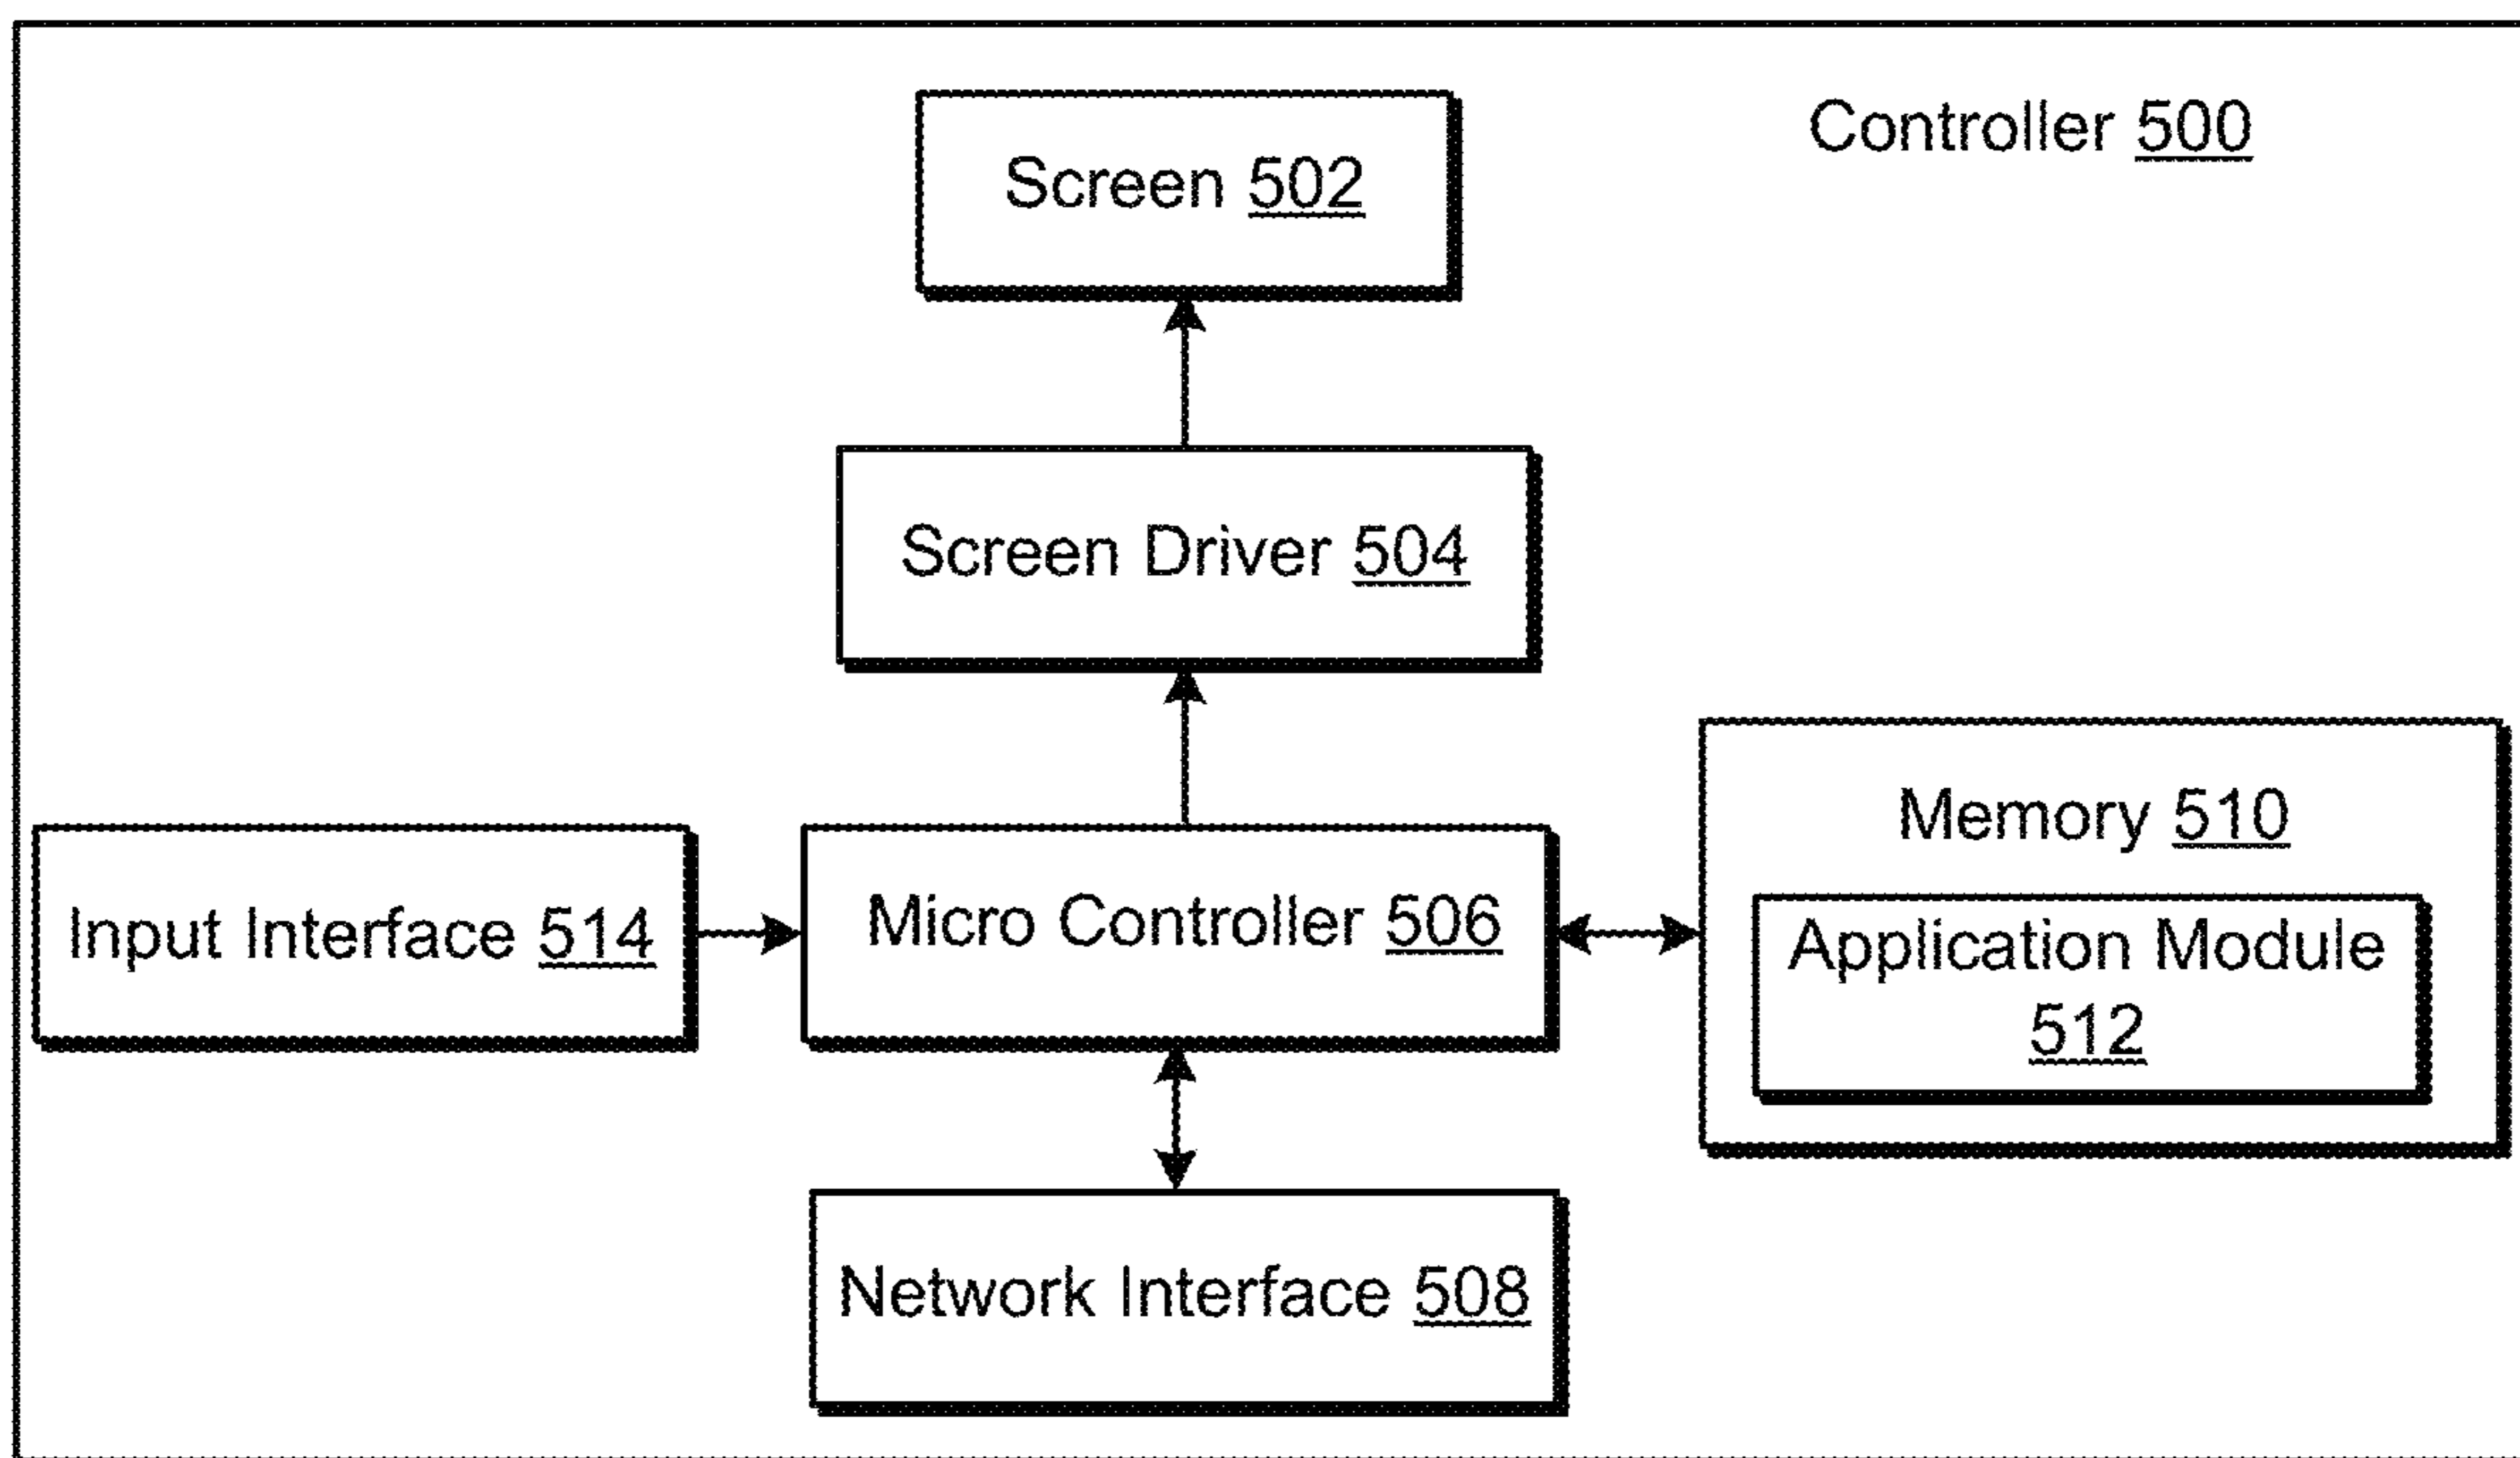 Controller 500
Screen 502
Screen Driver 504
Memory 510
Input Interface 514
Micro Controller 506
Application Module
512
Network Interface 508